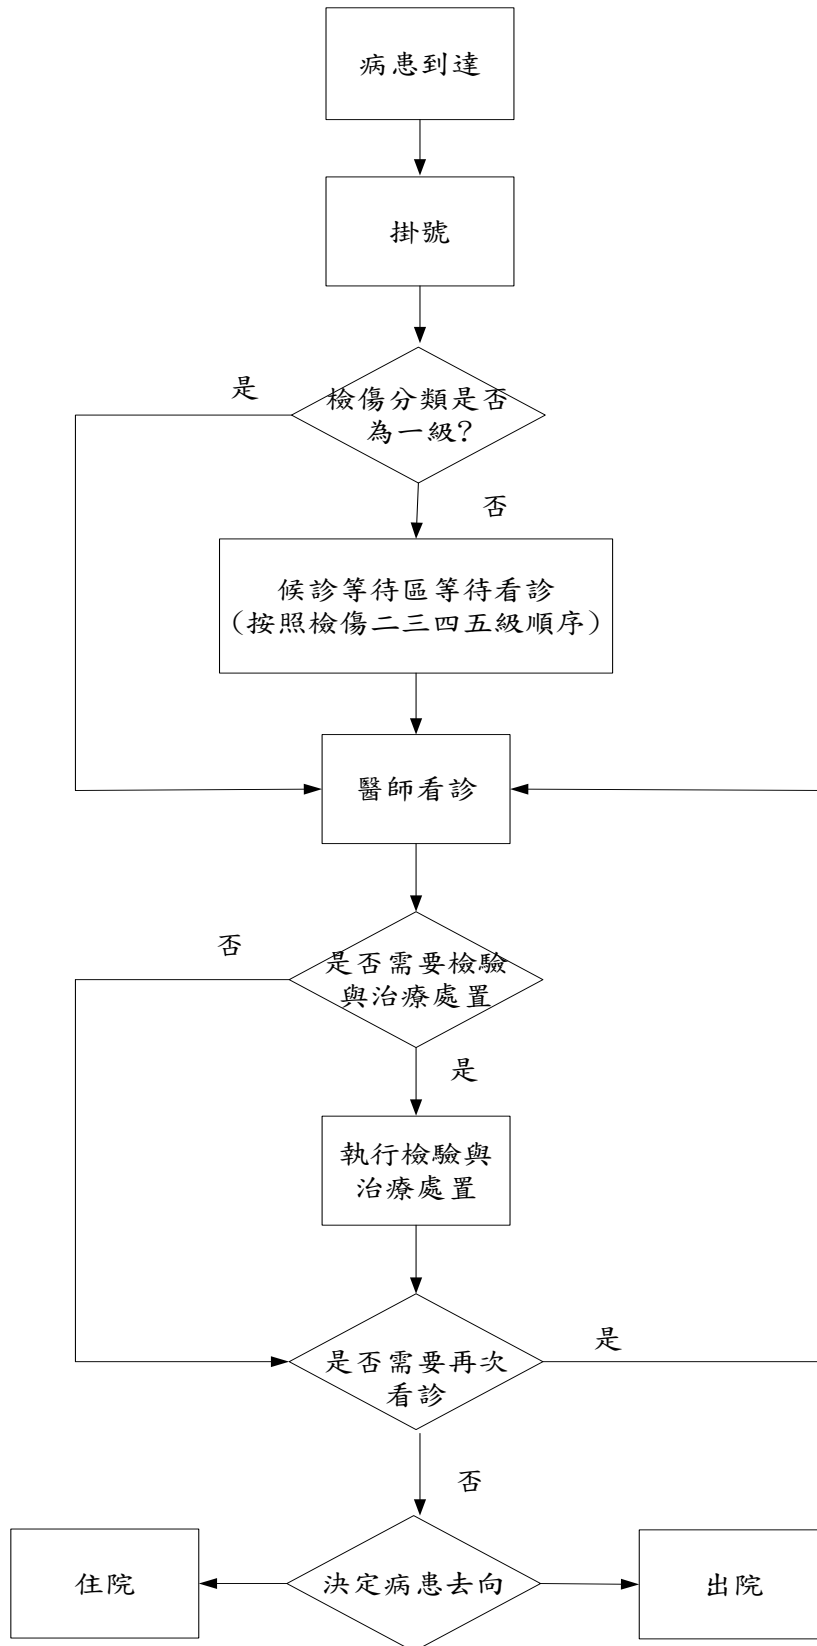 病患到達
掛號
是
檢傷分類是否
為一級?
否
候診等待區等待看診
(按照檢傷二三四五級順序)
醫師看診
否
是否需要檢驗
與治療處置
是
執行檢驗與
治療處置
是否需要再次
看診
是
否
住院
決定病患去向
出院